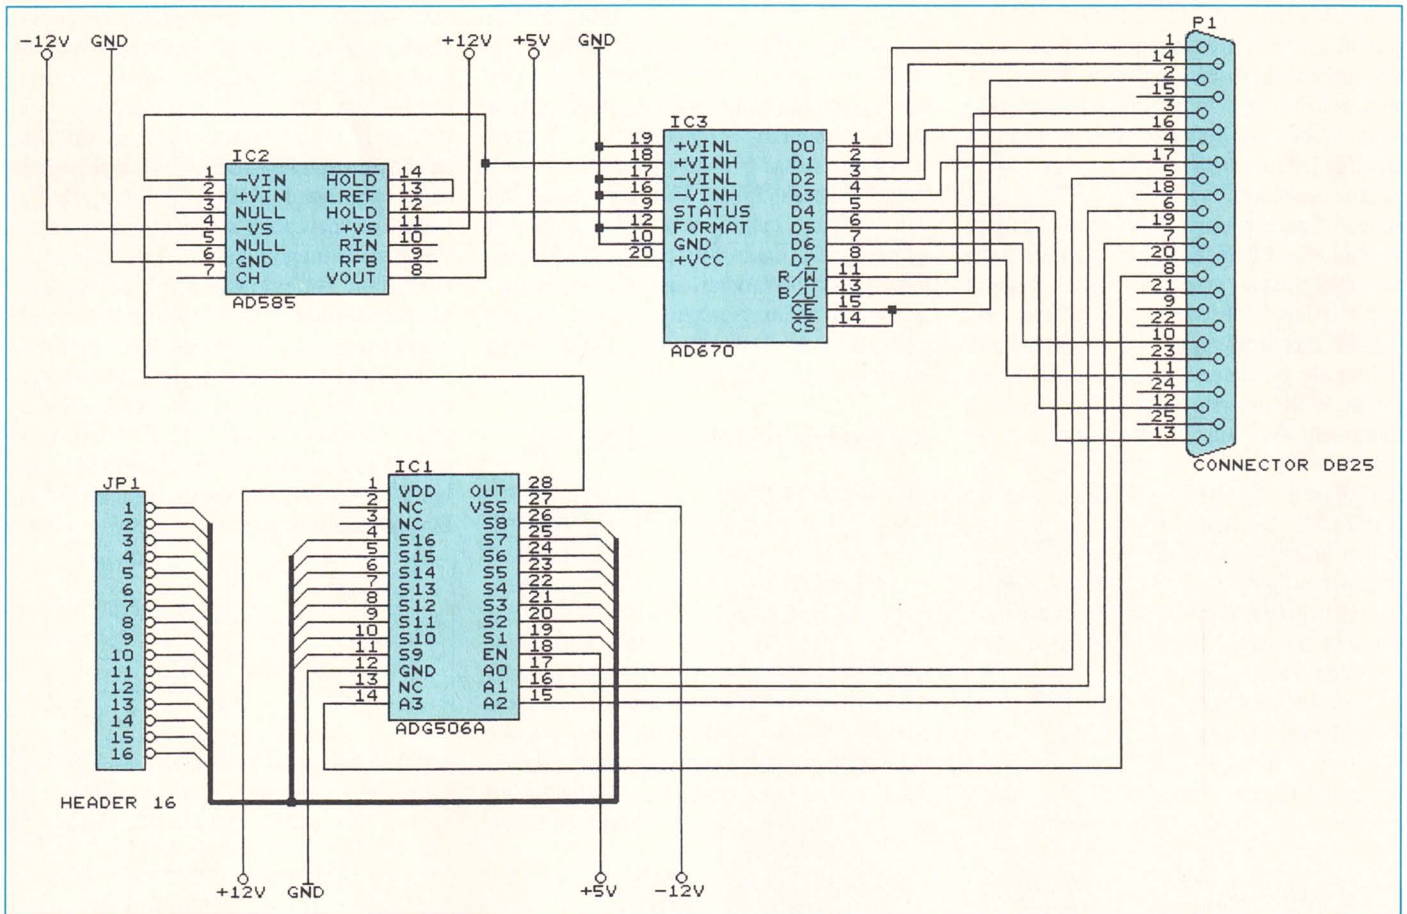 -12V GND +12V +5V GND
P1
1
14
2
15
3
16
4
17
5
18
6
19
7
20
8
21
9
22
10
23
11
24
12
25
13
CONNECTOR DB25
IC3
19 +VINL D0 1
18 +VINH D1 2
17 -VINL D2 3
16 -VINH D3 4
9 STATUS D4 5
12 FORMAT D5 6
10 GND D6 7
20 +VCC D7 8
R/W 11
B/U 13
CE 15
CS 14
AD670
IC2
1 -VIN HOLD 14
2 +VIN LREF 13
3 NULL HOLD 12
4 -VS +VS 11
5 NULL RIN 10
6 GND RFB 9
7 CH VOUT 8
AD585
IC1
1 VDD OUT 28
2 NC VSS 27
3 NC S8 26
4 S16 S7 25
5 S15 S6 24
6 S14 S5 23
7 S13 S4 22
8 S12 S3 21
9 S11 S2 20
10 S10 S1 19
11 S9 EN 18
12 GND A0 17
13 NC A1 16
14 A3 A2 15
ADG506A
JP1
1
2
3
4
5
6
7
8
9
10
11
12
13
14
15
16
HEADER 16
+12V GND +5V -12V